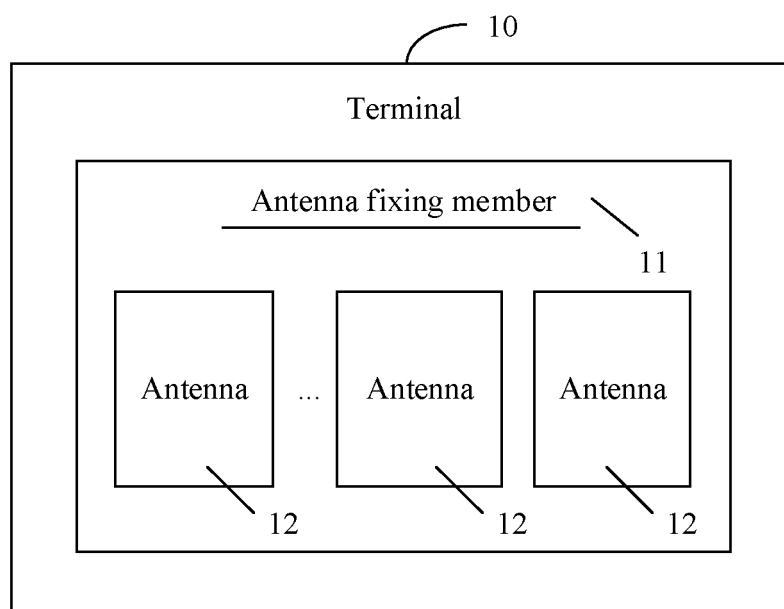 10
Terminal
Antenna fixing member
11
Antenna ... Antenna Antenna
12 12 12